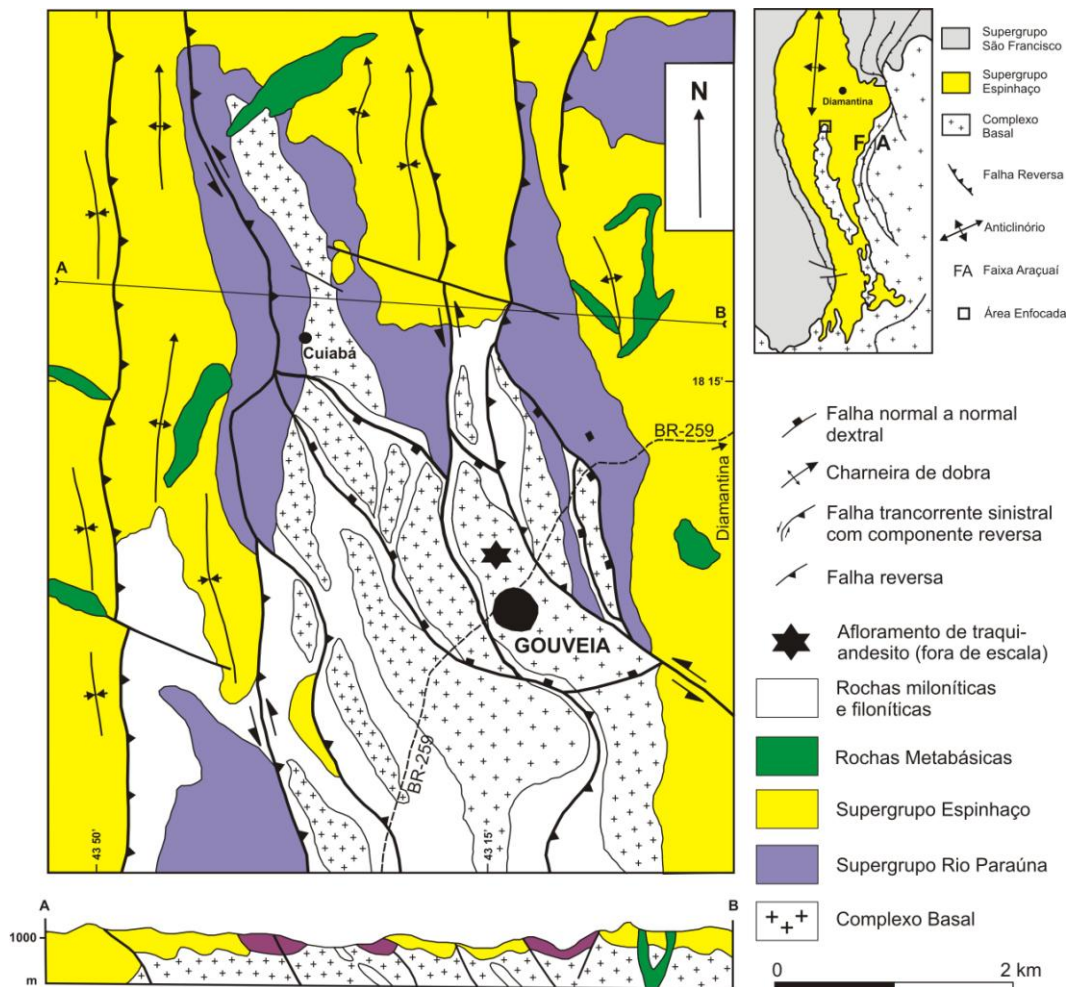 N
A
B
Cuiabá
18 15'
BR-259
Diamantina
GOUVEIA
BR-259
43 50'
43 15'
A
B
1000
m
Diamantina
F A
Supergrupo
São Francisco
Supergrupo
Espinhaço
Complexo
Basal
Falha Reversa
Anticlinório
FA Faixa Araçuaí
Área Enfocada
Falha normal a normal
dextral
Charneira de dobra
Falha trancorrente sinistral
com componente reversa
Falha reversa
Afloramento de traqui-
andesito (fora de escala)
Rochas miloníticas
e filoníticas
Rochas Metabásicas
Supergrupo Espinhaço
Supergrupo Rio Paraúna
Complexo Basal
0 2 km